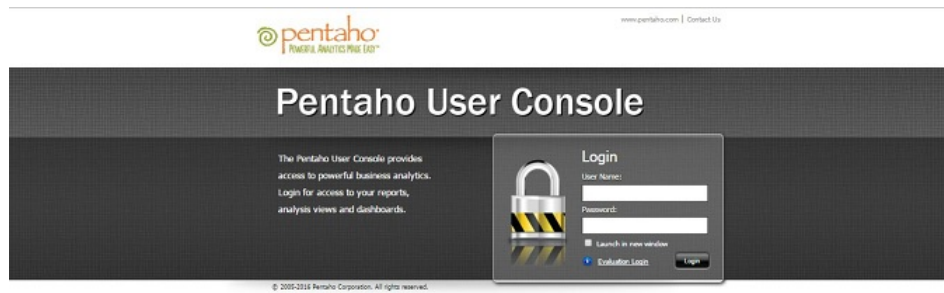 www.pentaho.com | Contact Us
pentaho
POWERFUL ANALYTICS MADE EASY™
Pentaho User Console
The Pentaho User Console provides
access to powerful business analytics.
Login for access to your reports,
analysis views and dashboards.
Login
User Name:
Password:
Launch in new window
Evaluation Login
Login
© 2005-2016 Pentaho Corporation. All rights reserved.